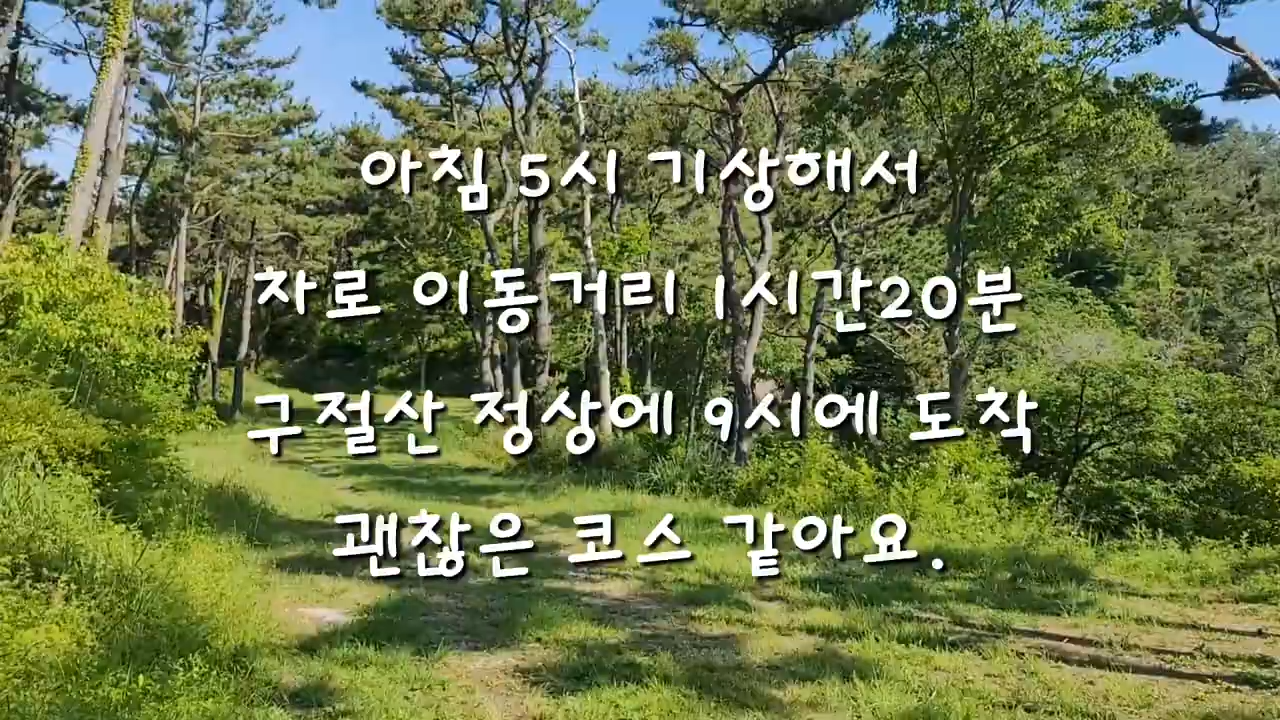 아침 5시 기상해서
차로 이동거리 1시간20분
구절산 정상에 9시에 도착
괜찮은 코스 같아요.